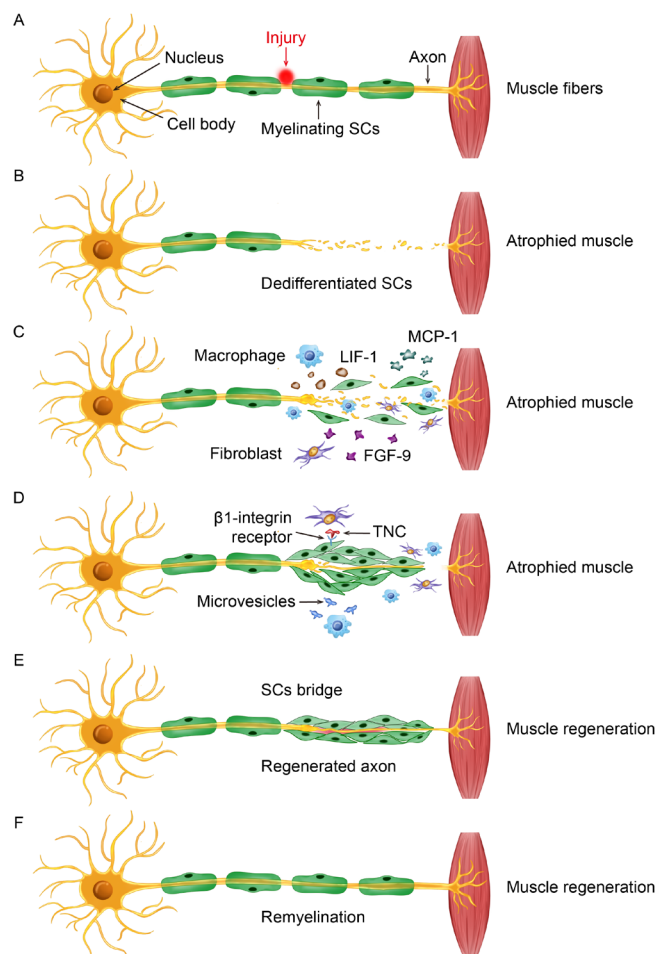 A
Injury
Nucleus
Axon
Muscle fibers
Cell body
Myelinating SCs
B
Atrophied muscle
Dedifferentiated SCs
C
MCP-1
Macrophage
LIF-1
Atrophied muscle
Fibroblast
FGF-9
D
β1-integrin
receptor
TNC
Atrophied muscle
Microvesicles
E
SCs bridge
Muscle regeneration
Regenerated axon
F
Muscle regeneration
Remyelination